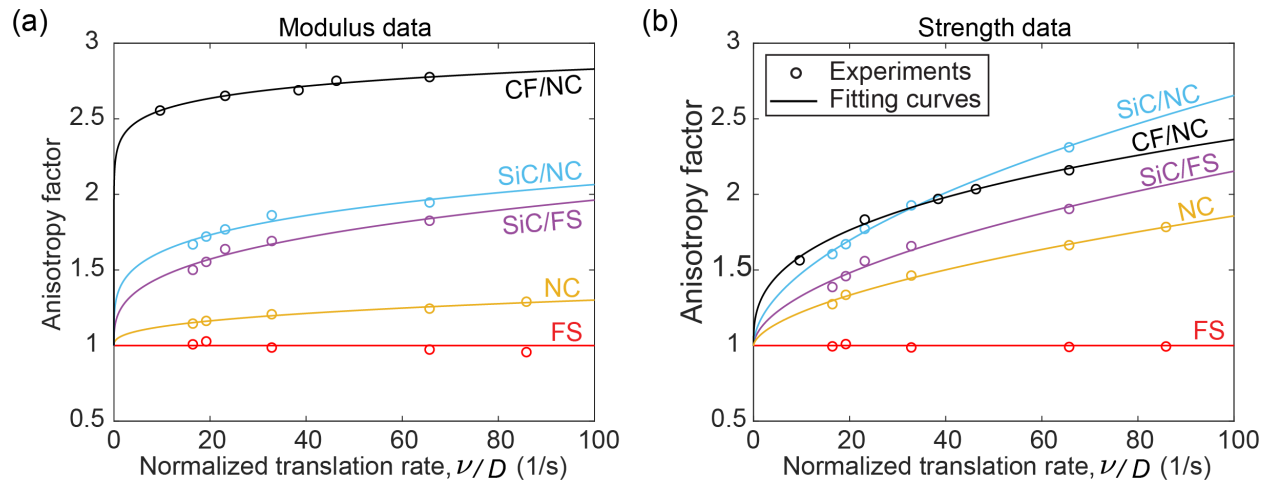 (a)
Modulus data
3
2.5
2
1.5
1
0.5
Anisotropy factor
CF/NC
SiC/NC
SiC/FS
NC
FS
0
20
40
60
80
100
Normalized translation rate, ν/D (1/s)
(b)
Strength data
3
2.5
2
1.5
1
0.5
Anisotropy factor
Experiments
Fitting curves
SiC/NC
CF/NC
SiC/FS
NC
FS
0
20
40
60
80
100
Normalized translation rate, ν/D (1/s)